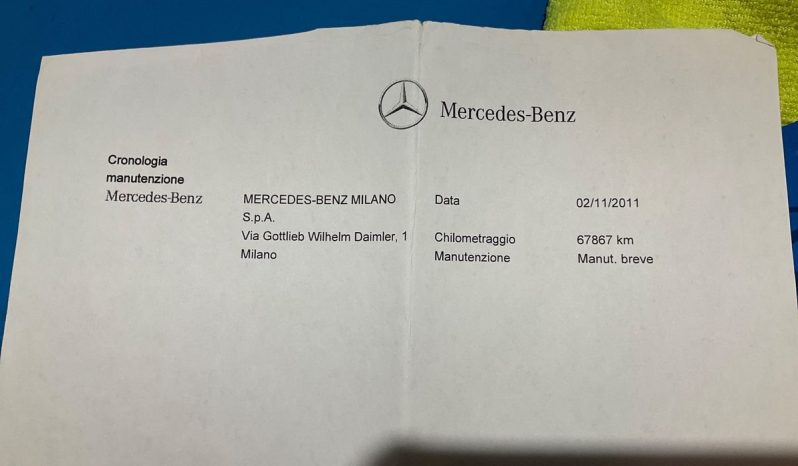 Mercedes-Benz
Cronologia
manutenzione
Mercedes-Benz
MERCEDES-BENZ MILANO
S.p.A.
Via Gottlieb Wilhelm Daimler, 1
Milano
Data 02/11/2011
Chilometraggio 67867 km
Manutenzione Manut. breve